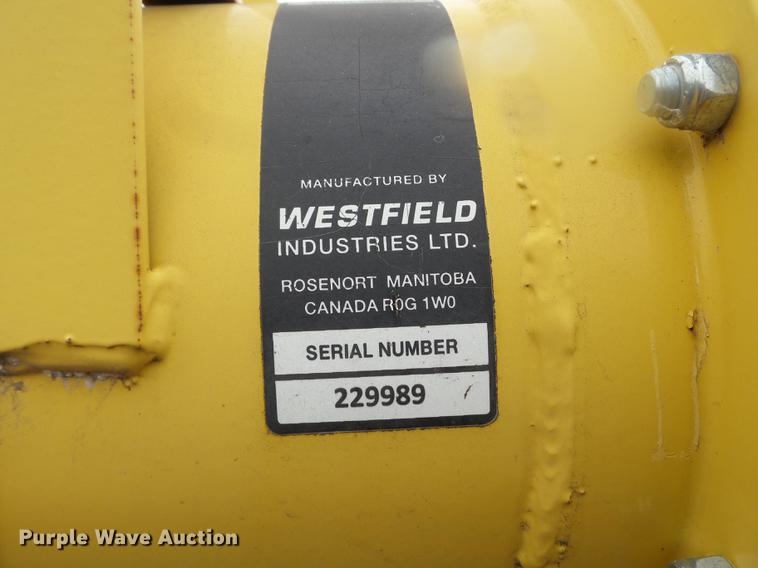 MANUFACTURED BY
WESTFIELD
INDUSTRIES LTD.
ROSENORT MANITOBA
CANADA R0G 1W0
SERIAL NUMBER
229989
Purple Wave Auction